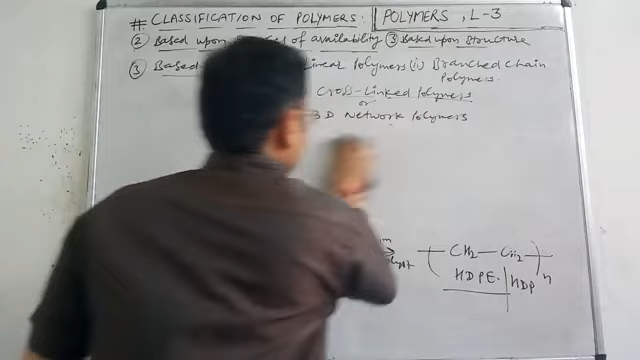 # CLASSIFICATION OF POLYMERS: POLYMERS, L-3
② Based upon of availability ③ Based upon Structure
③ Based Linear Polymers (ii) Branched Chain
Polymers.
Cross-Linked Polymers
or
3D Network Polymers
CH2 — CH2
n
HDPE. HDP